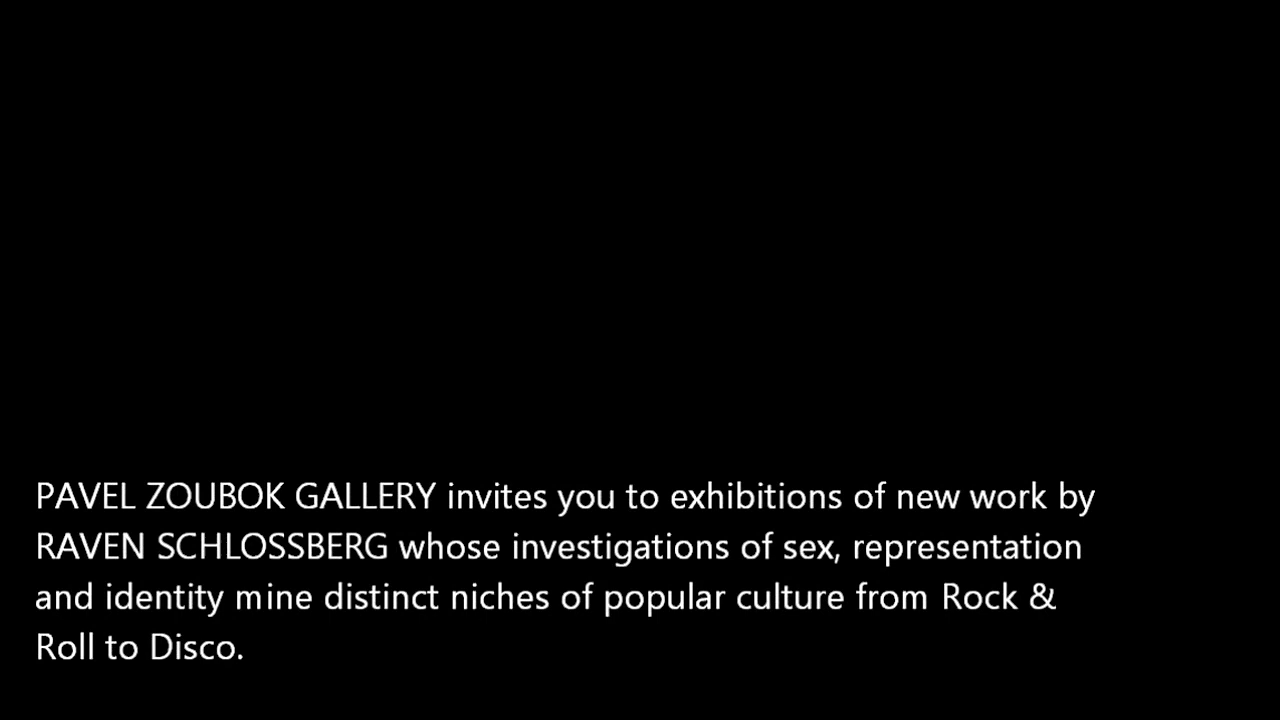 PAVEL ZOUBOK GALLERY invites you to exhibitions of new work by
RAVEN SCHLOSSBERG whose investigations of sex, representation
and identity mine distinct niches of popular culture from Rock &
Roll to Disco.